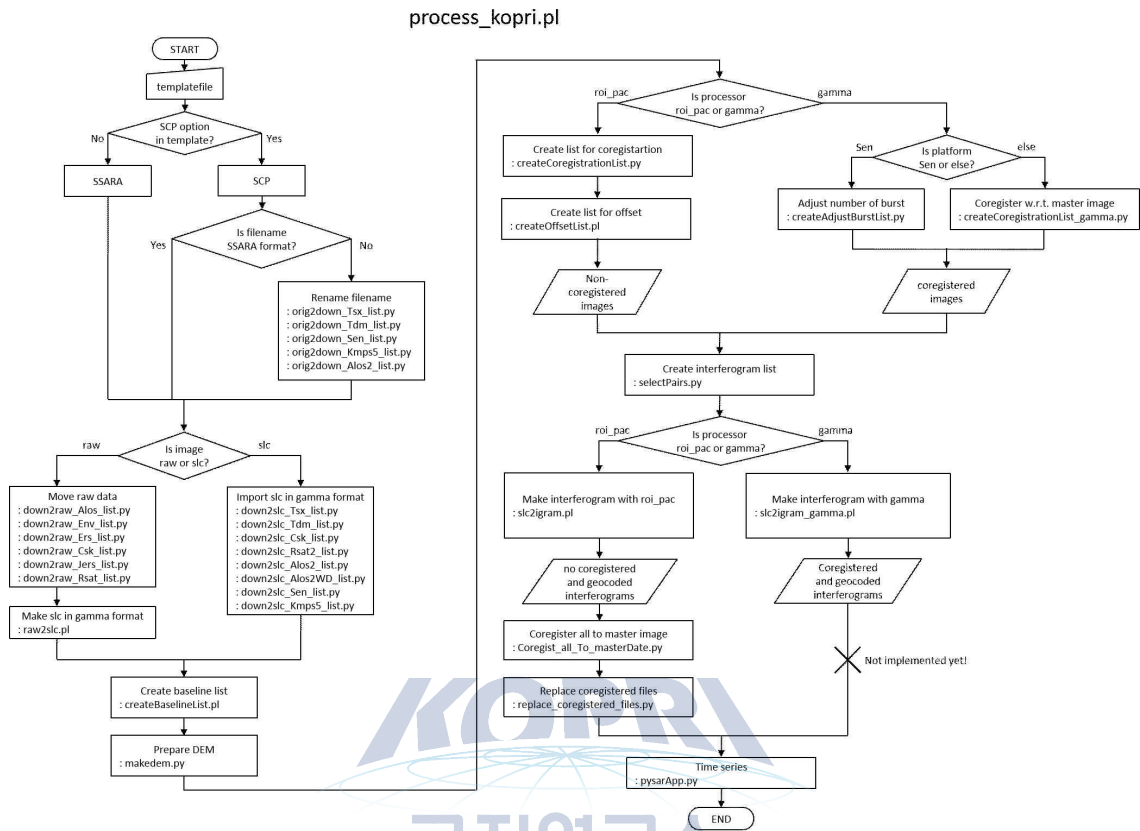 process_kopri.pl
START
templatefile
SCP option
in template?
No
Yes
SSARA
SCP
Is filename
SSARA format?
Yes
No
Rename filename
: orig2down_Tsx_list.py
: orig2down_Tdm_list.py
: orig2down_Sen_list.py
: orig2down_Kmps5_list.py
: orig2down_Alos2_list.py
Is image
raw or slc?
raw
slc
Move raw data
: down2raw_Alos_list.py
: down2raw_Env_list.py
: down2raw_Ers_list.py
: down2raw_Csk_list.py
: down2raw_Jers_list.py
: down2raw_Rsat_list.py
Make slc in gamma format
: raw2slc.pl
Import slc in gamma format
: down2slc_Tsx_list.py
: down2slc_Tdm_list.py
: down2slc_Csk_list.py
: down2slc_Rsat2_list.py
: down2slc_Alos2_list.py
: down2slc_Alos2WD_list.py
: down2slc_Sen_list.py
: down2slc_Kmps5_list.py
Create baseline list
: createBaselineList.pl
Prepare DEM
: makedem.py
Is processor
roi_pac or gamma?
roi_pac
gamma
Create list for coregistartion
: createCoregistrationList.py
Create list for offset
: createOffsetList.pl
Non-
coregistered
images
Is platform
Sen or else?
Sen
else
Adjust number of burst
: createAdjustBurstList.py
Coregister w.r.t. master image
: createCoregistrationList_gamma.py
coregistered
images
Create interferogram list
: selectPairs.py
Is processor
roi_pac or gamma?
roi_pac
gamma
Make interferogram with roi_pac
: slc2igram.pl
no coregistered
and geocoded
interferograms
Coregister all to master image
: Coregist_all_To_masterDate.py
Replace coregistered files
: replace_coregistered_files.py
Make interferogram with gamma
: slc2igram_gamma.pl
Coregistered
and geocoded
interferograms
Not implemented yet!
Time series
: pysarApp.py
END
KOPRI